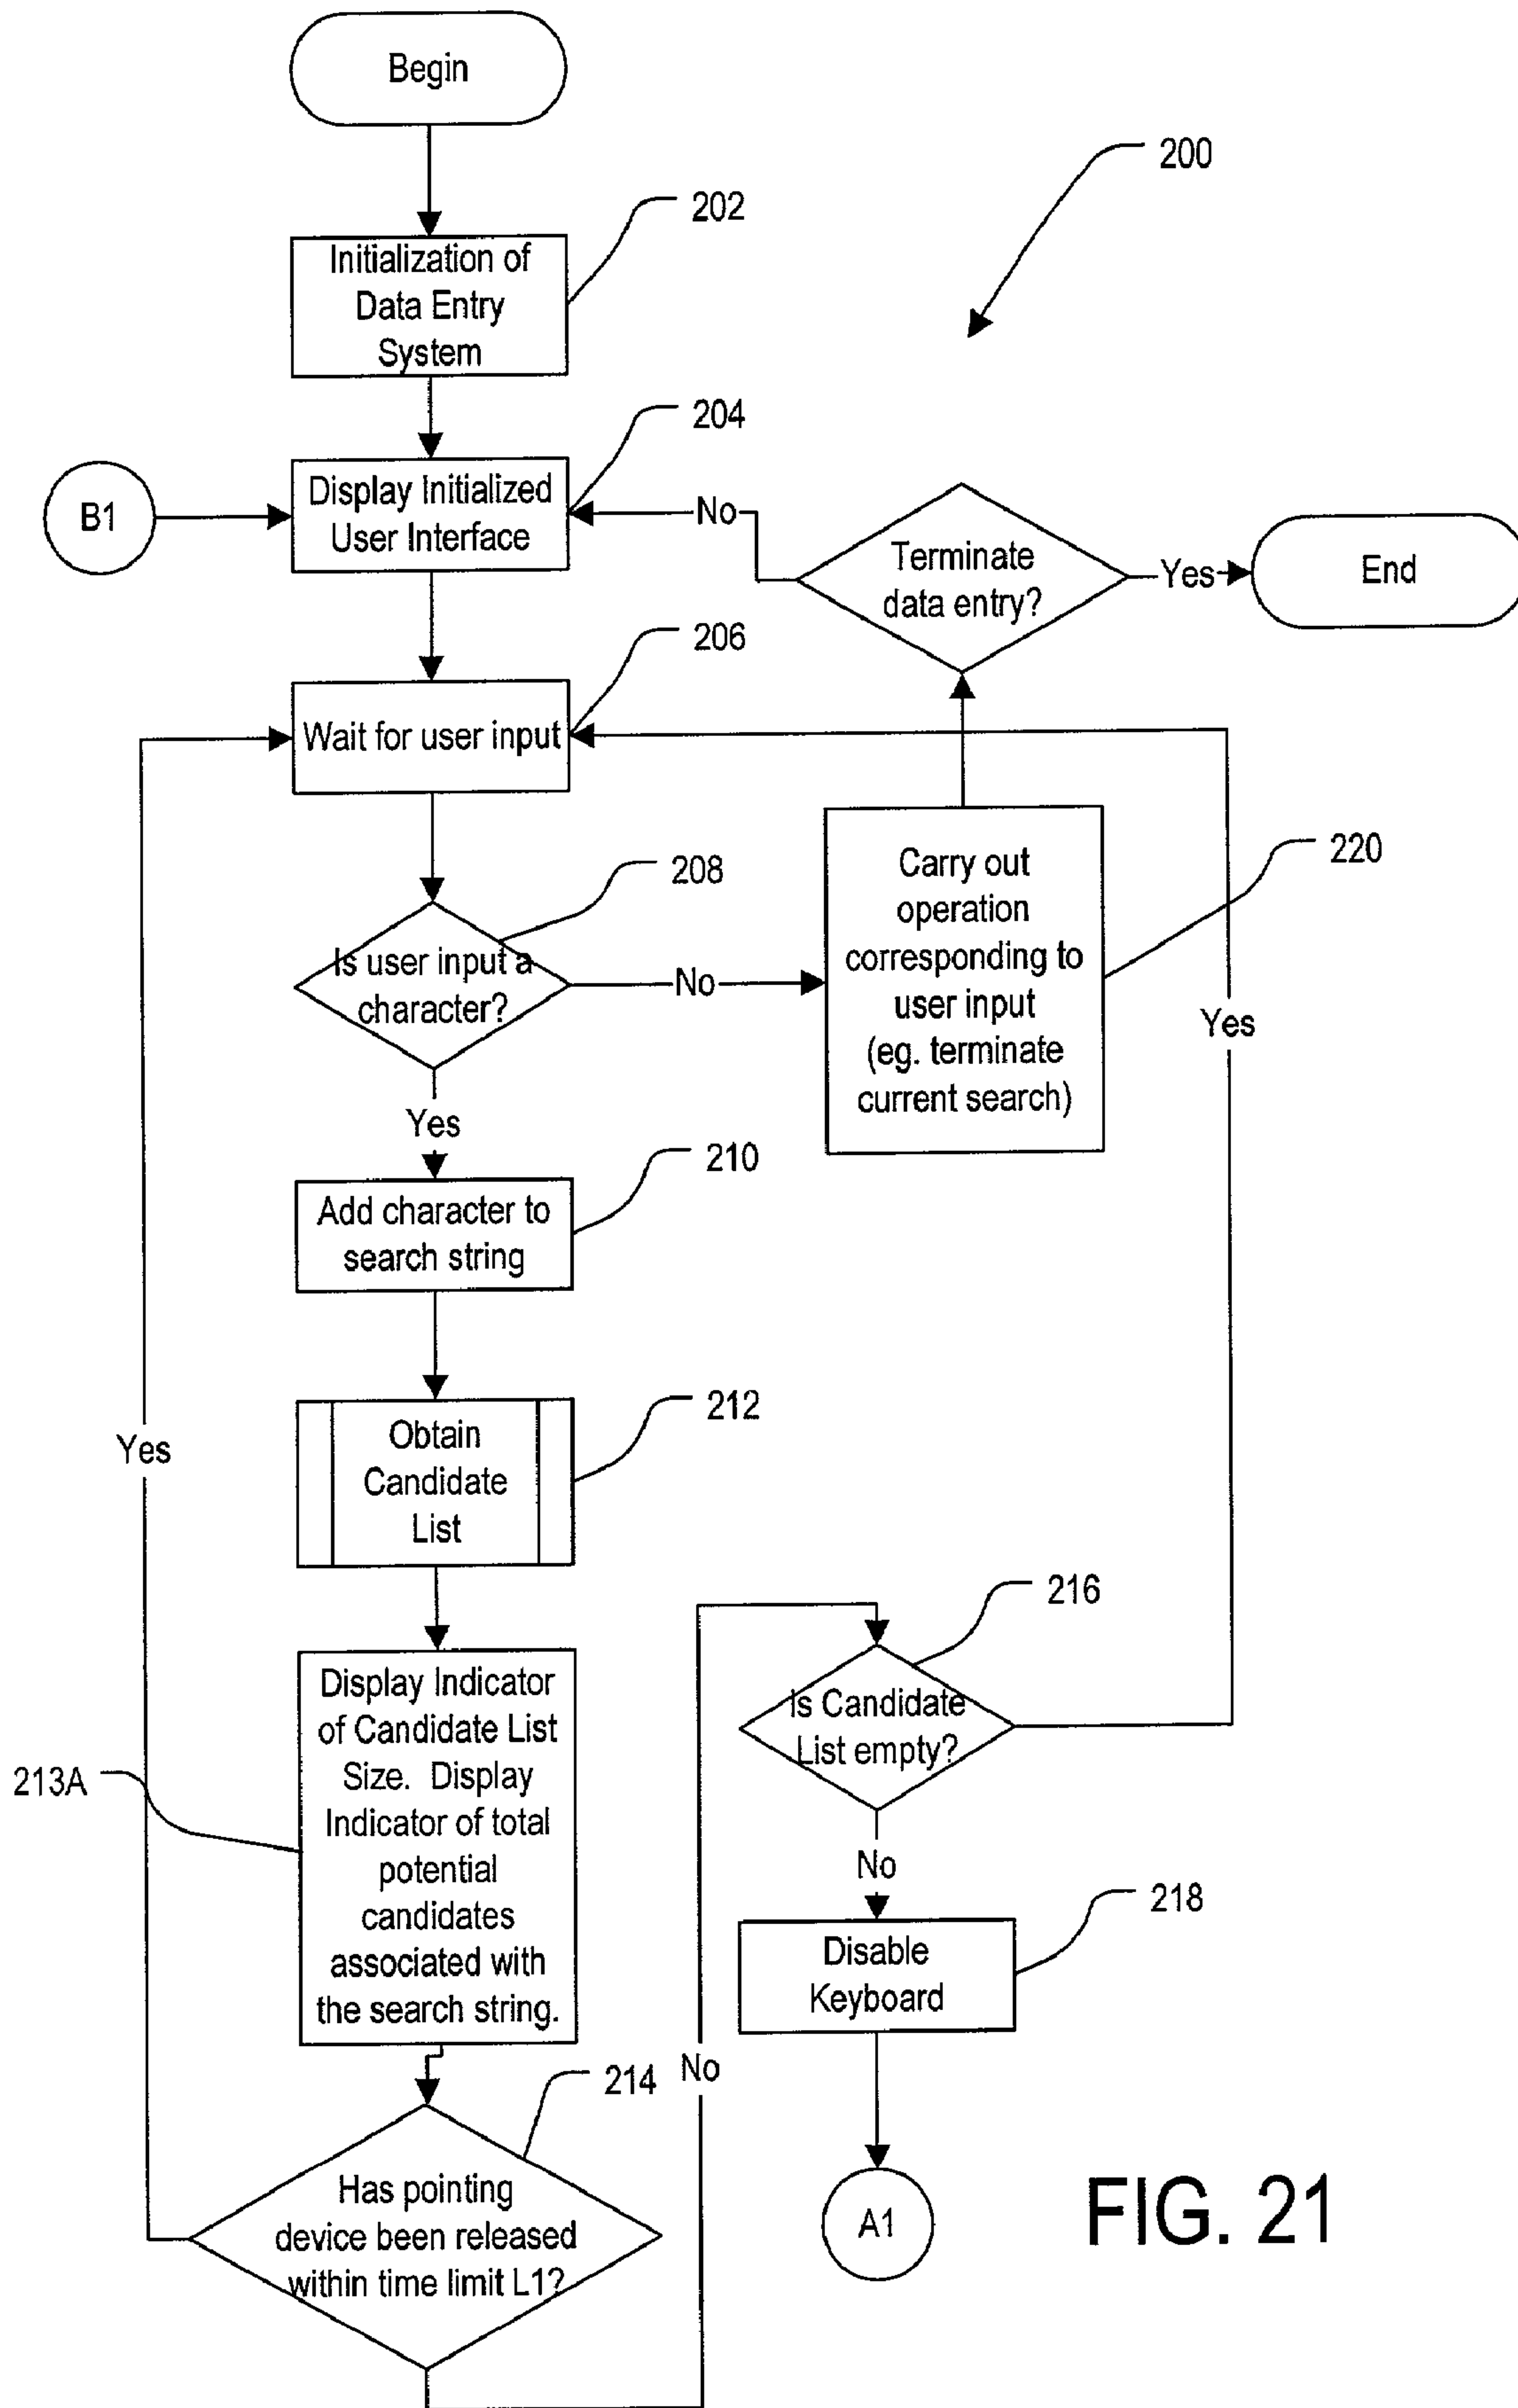 Begin
200
202
Initialization of
Data Entry
System
204
B1
Display Initialized
User Interface
No
Terminate
data entry?
Yes
End
206
Wait for user input
208
Is user input a
character?
No
Carry out
operation
corresponding to
user input
(eg. terminate
current search)
220
Yes
Yes
210
Add character to
search string
212
Obtain
Candidate
List
Yes
213A
Display Indicator
of Candidate List
Size. Display
Indicator of total
potential
candidates
associated with
the search string.
214
Has pointing
device been released
within time limit L1?
No
216
Is Candidate
List empty?
No
218
Disable
Keyboard
A1
FIG. 21